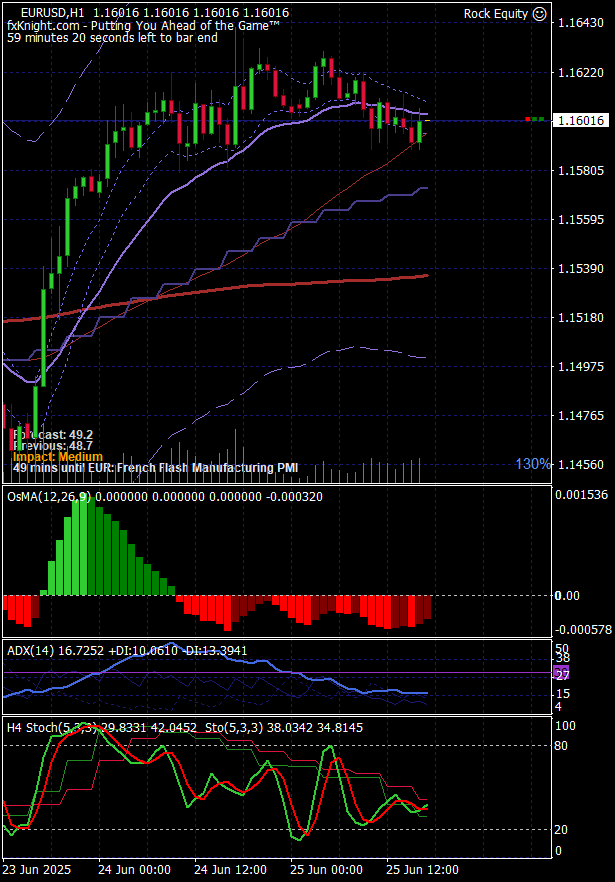 EURUSD,H1 1.16016 1.16016 1.16016 1.16016
Rock Equity ☺
fxKnight.com - Putting You Ahead of the Game™
59 minutes 20 seconds left to bar end
1.16430
1.16220
1.16016
1.15805
1.15595
1.15390
1.15180
1.14975
1.14765
1.14560
Forecast: 49.2
Previous: 48.7
Impact: Medium
49 mins until EUR: French Flash Manufacturing PMI
130%
OsMA(12,26,9) 0.000000 0.000000 0.000000 -0.000320
0.001536
0.00
-0.000578
ADX(14) 16.7252 +DI:10.0610 -DI:13.3941
50
38
27
15
4
H4 Stoch(5,3,3) 29.8331 42.0452 Sto(5,3,3) 38.0342 34.8145
100
80
20
0
23 Jun 2025
24 Jun 00:00
24 Jun 12:00
25 Jun 00:00
25 Jun 12:00